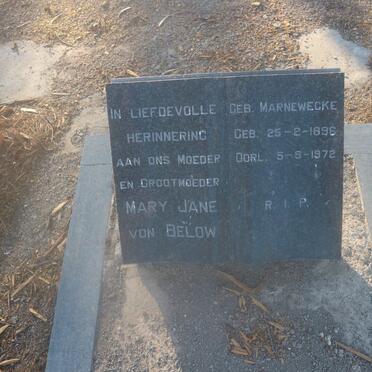 IN LIEFDEVOLLE
HERINNERING
AAN ONS MOEDER
EN GROOTMOEDER
MARY JANE
VON BELOW
GEB. MARNEWECKE
GEB. 25-2-1896
OORL. 5-5-1972
R. I. P.